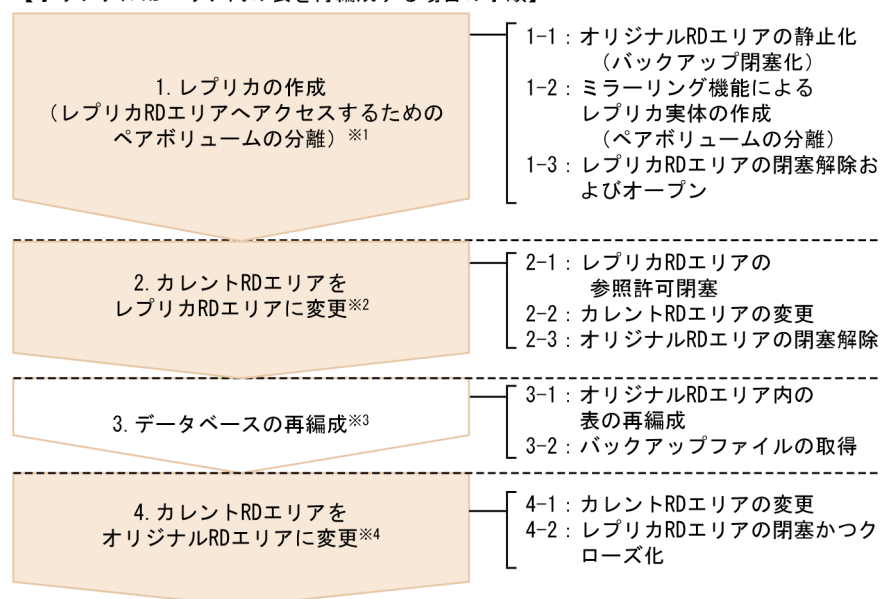 1.レプリカの作成
(レプリカRDエリアへアクセスするための
ペアボリュームの分離)※1
1-1：オリジナルRDエリアの静止化
(バックアップ閉塞化)
1-2：ミラーリング機能による
レプリカ実体の作成
(ペアボリュームの分離)
1-3：レプリカRDエリアの閉塞解除お
よびオープン
2.カレントRDエリアを
レプリカRDエリアに変更※2
2-1：レプリカRDエリアの
参照許可閉塞
2-2：カレントRDエリアの変更
2-3：オリジナルRDエリアの閉塞解除
3.データベースの再編成※3
3-1：オリジナルRDエリア内の
表の再編成
3-2：バックアップファイルの取得
4.カレントRDエリアを
オリジナルRDエリアに変更※4
4-1：カレントRDエリアの変更
4-2：レプリカRDエリアの閉塞かつク
ローズ化